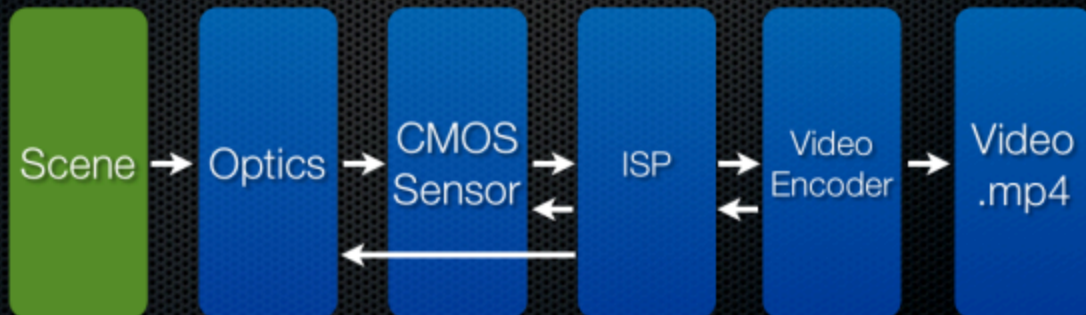 Scene
Optics
CMOS
Sensor
ISP
Video
Encoder
Video
.mp4